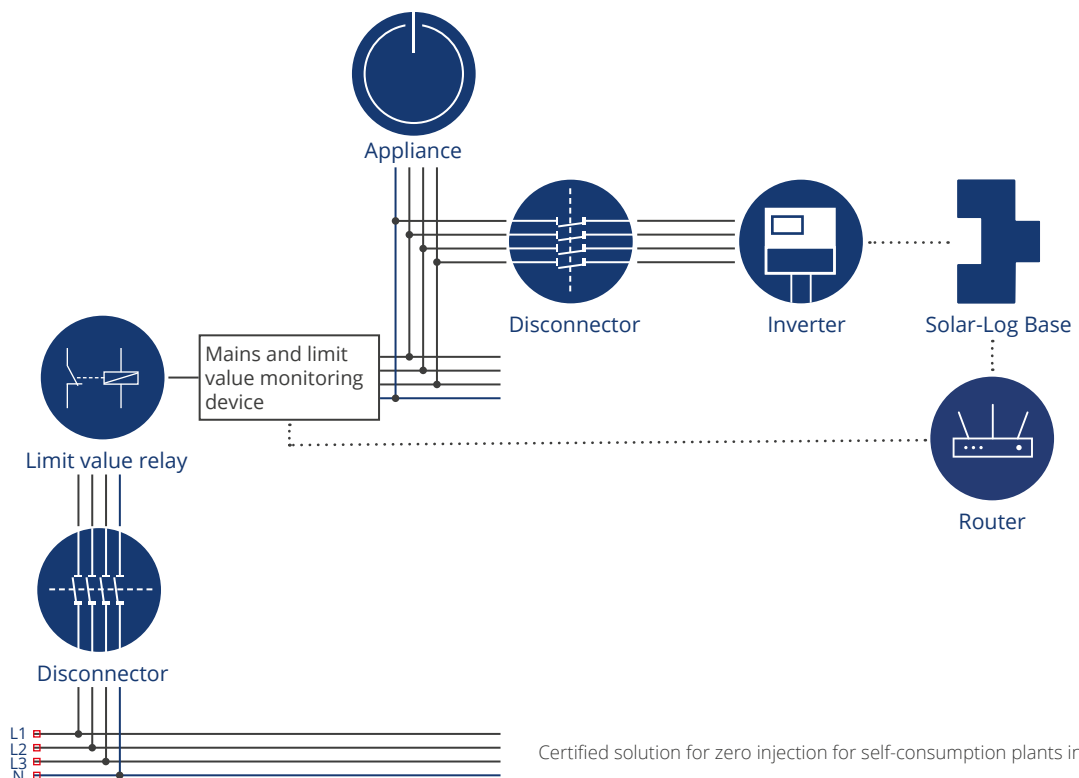 Appliance
Disconnector
Inverter
Solar-Log Base
Mains and limit
value monitoring
device
Limit value relay
Router
Disconnector
L1
L2
L3
N
Certified solution for zero injection for self-consumption plants in